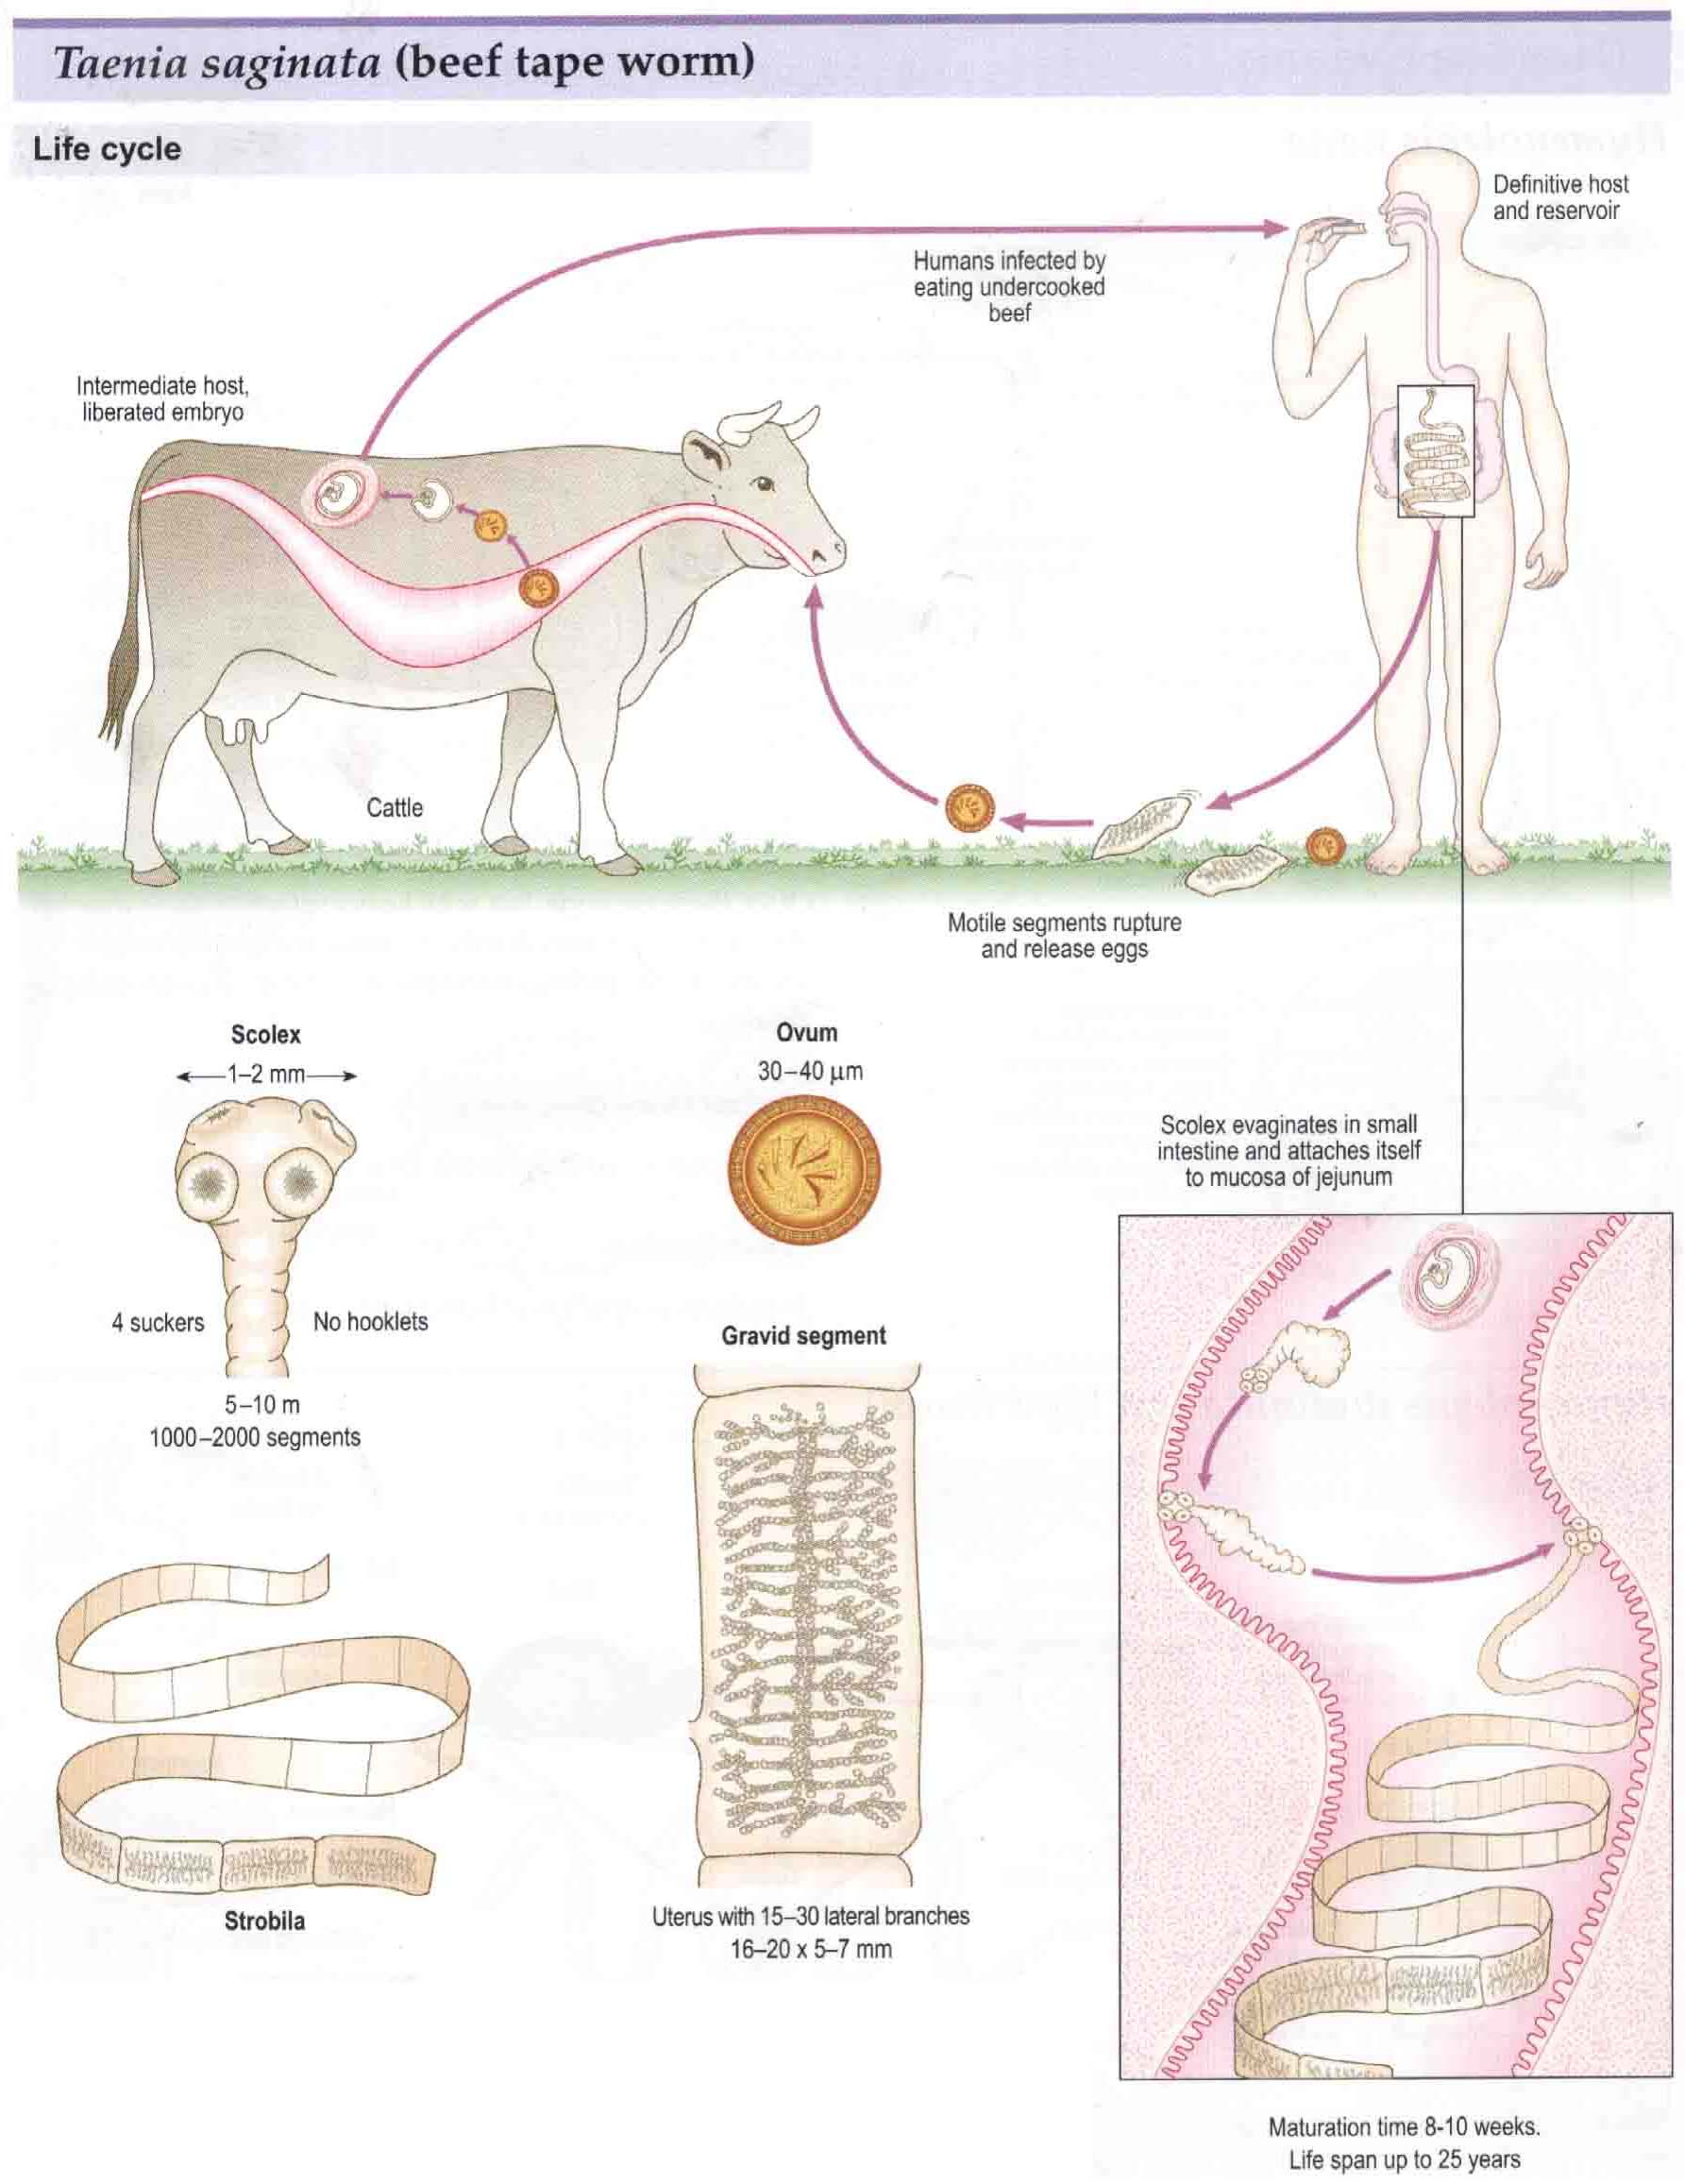 Taenia saginata (beef tape worm)
Life cycle
Definitive host
and reservoir
Humans infected by
eating undercooked
beef
Intermediate host,
liberated embryo
Cattle
Motile segments rupture
and release eggs
Scolex
1–2 mm
4 suckers
No hooklets
5–10 m
1000–2000 segments
Strobila
Ovum
30–40 µm
Gravid segment
Uterus with 15–30 lateral branches
16–20 x 5–7 mm
Scolex evaginates in small
intestine and attaches itself
to mucosa of jejunum
Maturation time 8-10 weeks.
Life span up to 25 years